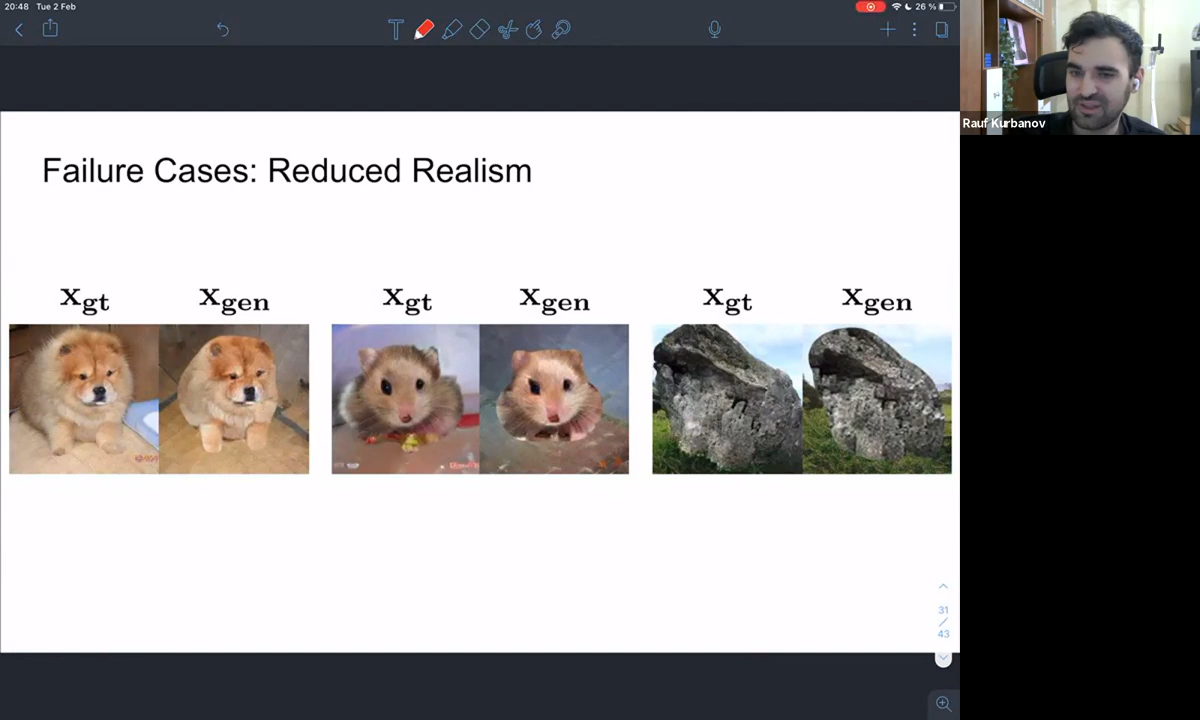 20:48 Tue 2 Feb
26 %
T
Rauf Kurbanov
Failure Cases: Reduced Realism
xgt xgen xgt xgen xgt xgen
31
/
43